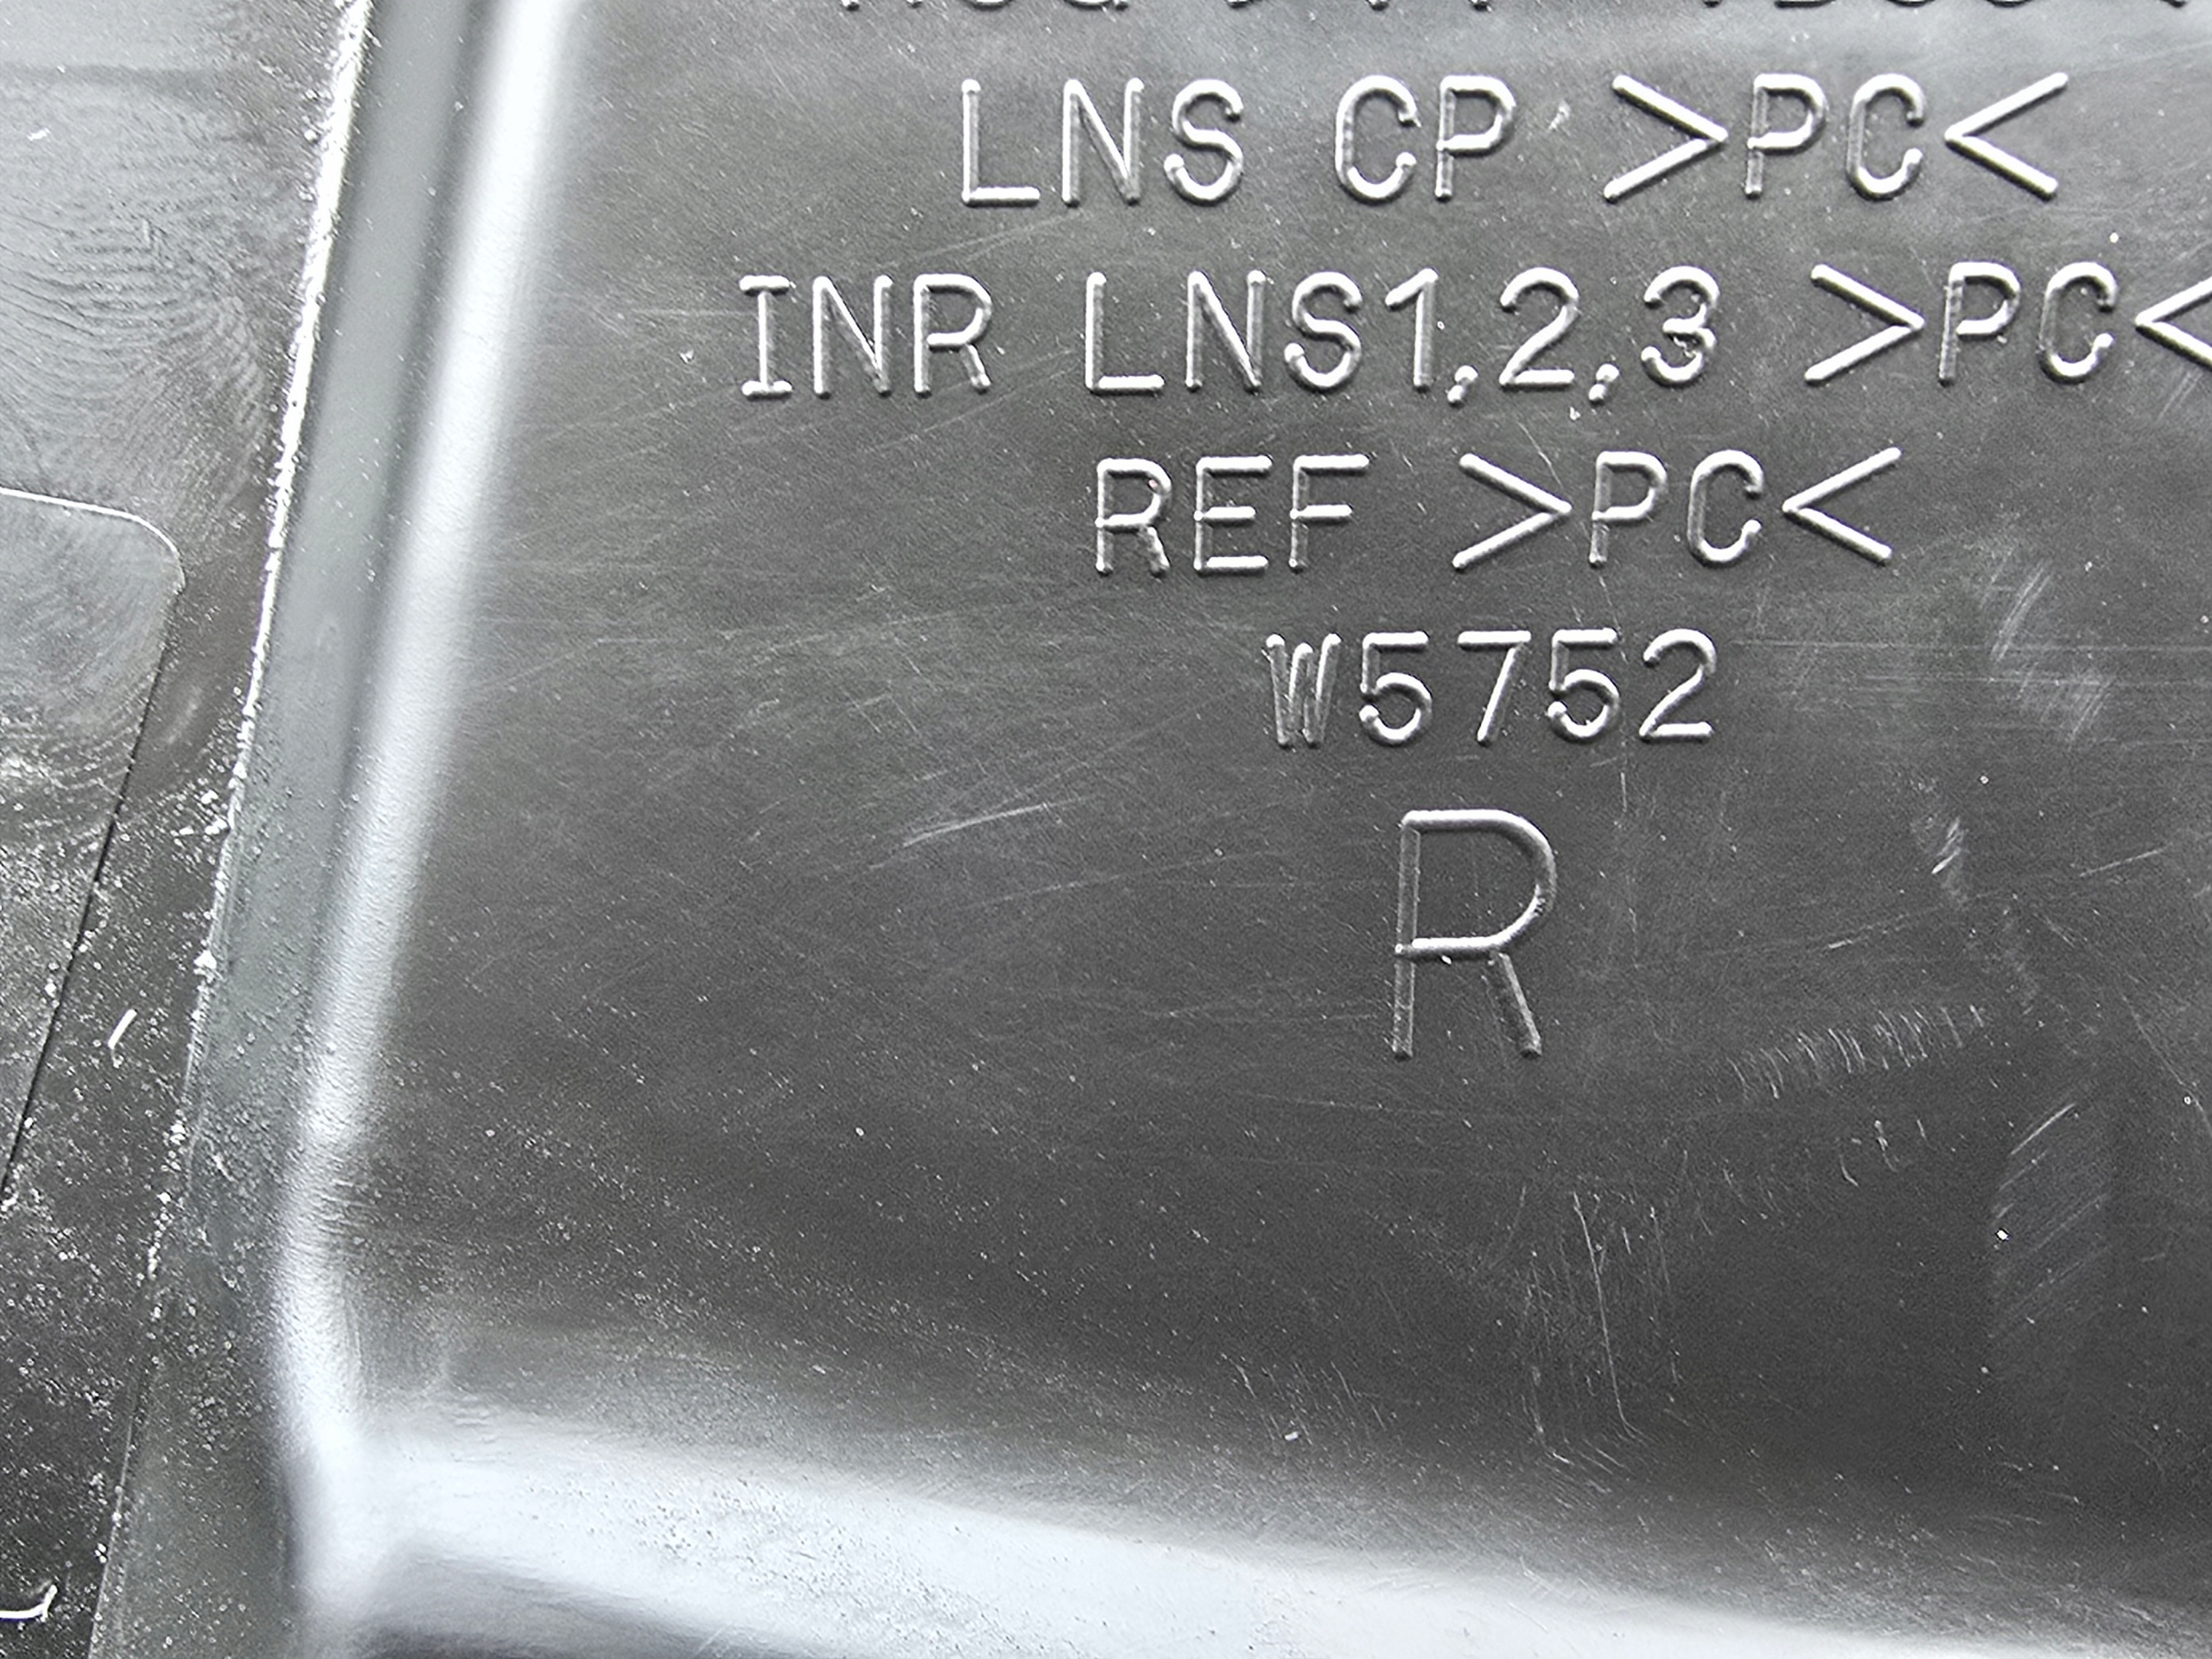 LNS CP >PC<
INR LNS1,2,3 >PC<
REF >PC<
W5752
R